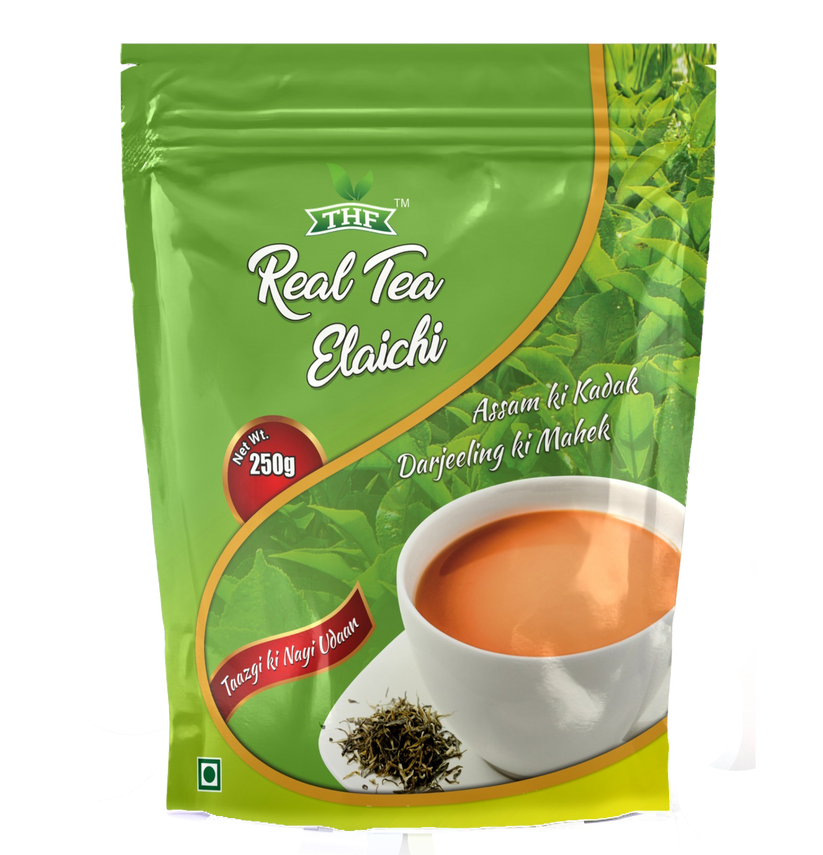 THF
TM
Real Tea
Elaichi
Assam ki Kadak
Darjeeling ki Mahek
Net Wt.
250g
Taazgi ki Nayi Udaan